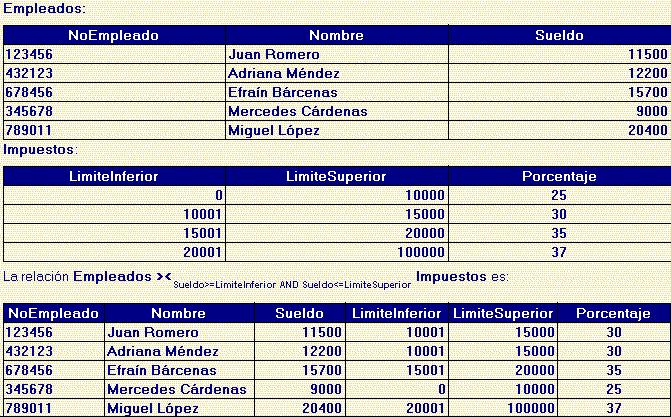 Empleados:
NoEmpleado Nombre Sueldo
123456 Juan Romero 11500
432123 Adriana Méndez 12200
678456 Efraín Bárcenas 15700
345678 Mercedes Cárdenas 9000
789011 Miguel López 20400
Impuestos:
LimiteInferior LimiteSuperior Porcentaje
0 10000 25
10001 15000 30
15001 20000 35
20001 100000 37
La relación Empleados >< Sueldo>=LimiteInferior AND Sueldo<=LimiteSuperior Impuestos es:
NoEmpleado Nombre Sueldo LimiteInferior LimiteSuperior Porcentaje
123456 Juan Romero 11500 10001 15000 30
432123 Adriana Méndez 12200 10001 15000 30
678456 Efraín Bárcenas 15700 15001 20000 35
345678 Mercedes Cárdenas 9000 0 10000 25
789011 Miguel López 20400 20001 100000 37